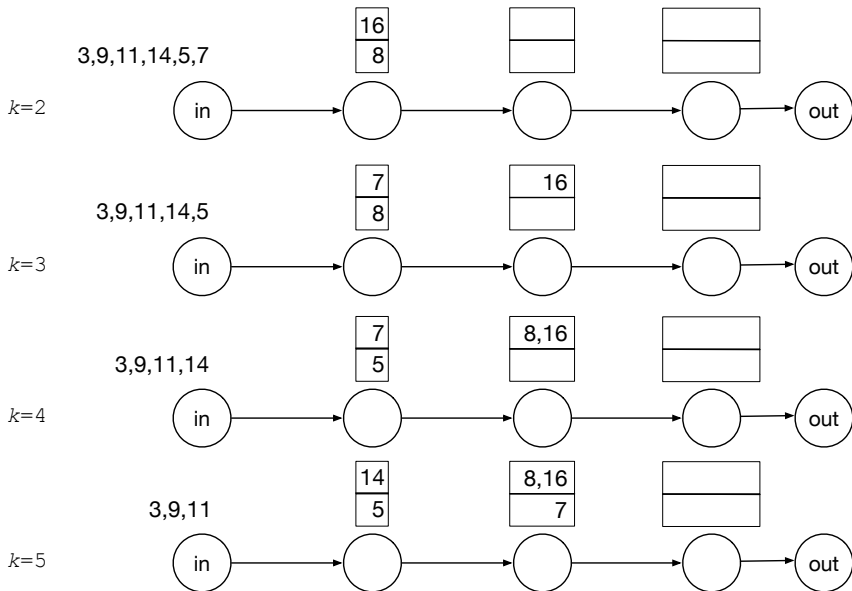 16
3,9,11,14,5,7
8
k=2
in
out
7
16
3,9,11,14,5
8
k=3
in
out
7
8,16
3,9,11,14
5
k=4
in
out
14
8,16
3,9,11
5
7
k=5
in
out